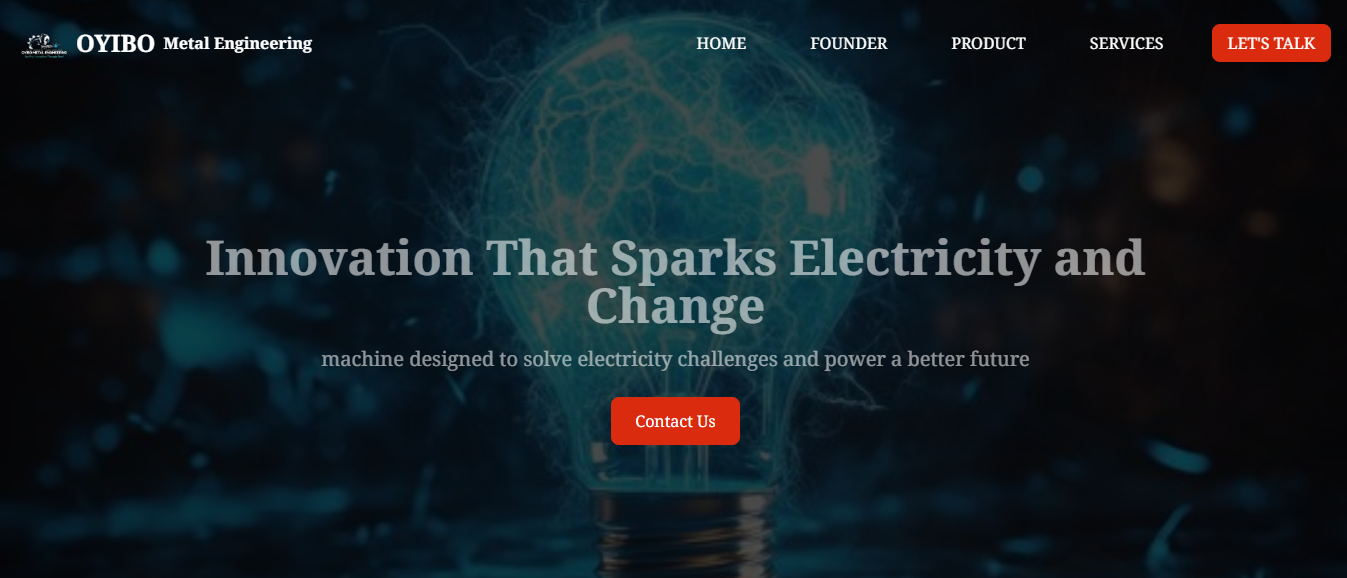 OYIBO Metal Engineering
HOME
FOUNDER
PRODUCT
SERVICES
LET'S TALK
Innovation That Sparks Electricity and
Change
machine designed to solve electricity challenges and power a better future
Contact Us